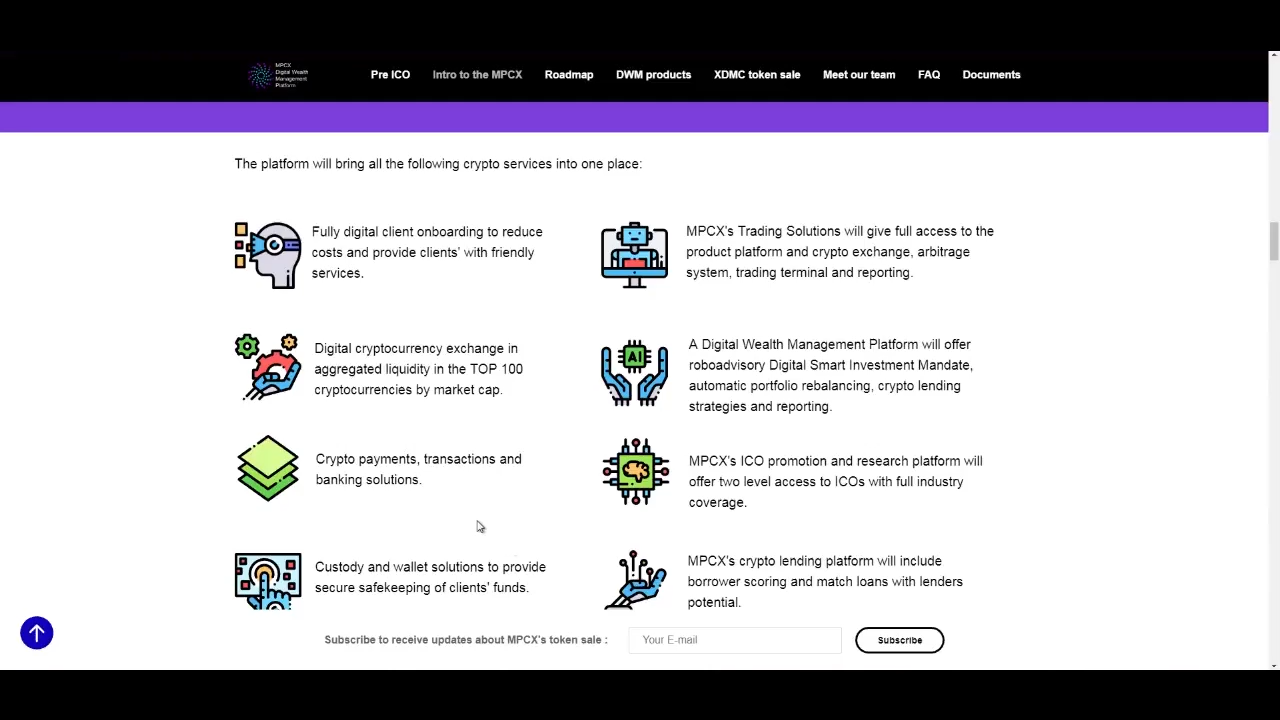 MPCX
Digital Wealth
Management
Platform
Pre ICO
Intro to the MPCX
Roadmap
DWM products
XDMC token sale
Meet our team
FAQ
Documents
The platform will bring all the following crypto services into one place:
Fully digital client onboarding to reduce
costs and provide clients' with friendly
services.
MPCX's Trading Solutions will give full access to the
product platform and crypto exchange, arbitrage
system, trading terminal and reporting.
Digital cryptocurrency exchange in
aggregated liquidity in the TOP 100
cryptocurrencies by market cap.
AI
A Digital Wealth Management Platform will offer
roboadvisory Digital Smart Investment Mandate,
automatic portfolio rebalancing, crypto lending
strategies and reporting.
Crypto payments, transactions and
banking solutions.
MPCX's ICO promotion and research platform will
offer two level access to ICOs with full industry
coverage.
Custody and wallet solutions to provide
secure safekeeping of clients' funds.
MPCX's crypto lending platform will include
borrower scoring and match loans with lenders
potential.
Subscribe to receive updates about MPCX's token sale :
Your E-mail
Subscribe